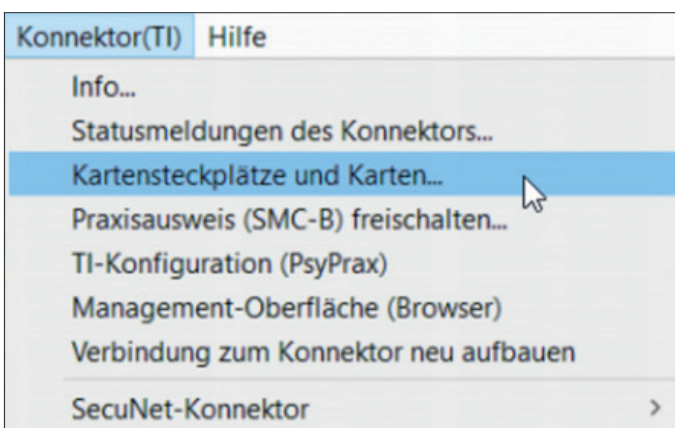 Konnektor(TI) Hilfe
Info...
Statusmeldungen des Konnektors...
Kartensteckplätze und Karten...
Praxisausweis (SMC-B) freischalten...
TI-Konfiguration (PsyPrax)
Management-Oberfläche (Browser)
Verbindung zum Konnektor neu aufbauen
SecuNet-Konnektor